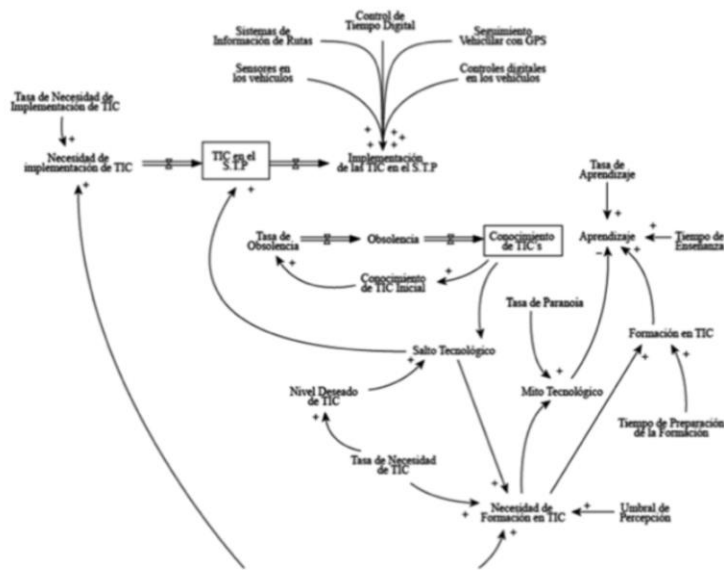 Control de
Tiempo Digital
Sistemas de
Información de Rutas
Seguimiento
Vehicular con GPS
Sensores en
los vehículos
Controles digitales
en los vehículos
Tasa de Necesidad de
Implementación de TIC
Necesidad de
implementación de TIC
TIC en el
S.T.P
Implementación
de las TIC en el S.T.P
Tasa de
Aprendizaje
Tasa de
Obsolencia
Obsolencia
Conocimiento
de TIC's
Aprendizaje
Tiempo de
Enseñanza
Conocimiento
de TIC Inicial
Tasa de Paranoia
Formación en TIC
Salto Tecnológico
Nivel Deseado
de TIC
Mito Tecnológico
Tiempo de Preparación
de la Formación
Tasa de Necesidad
de TIC
Necesidad de
Formación en TIC
Umbral de
Percepción